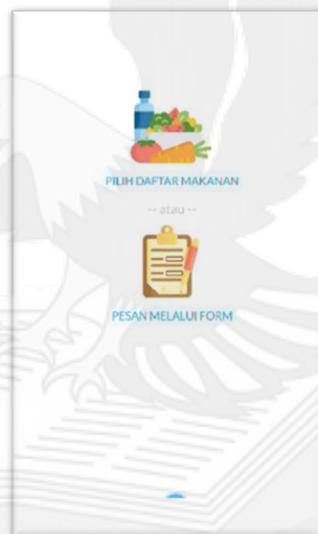 PILIH DAFTAR MAKANAN
-- atau --
PESAN MELALUI FORM